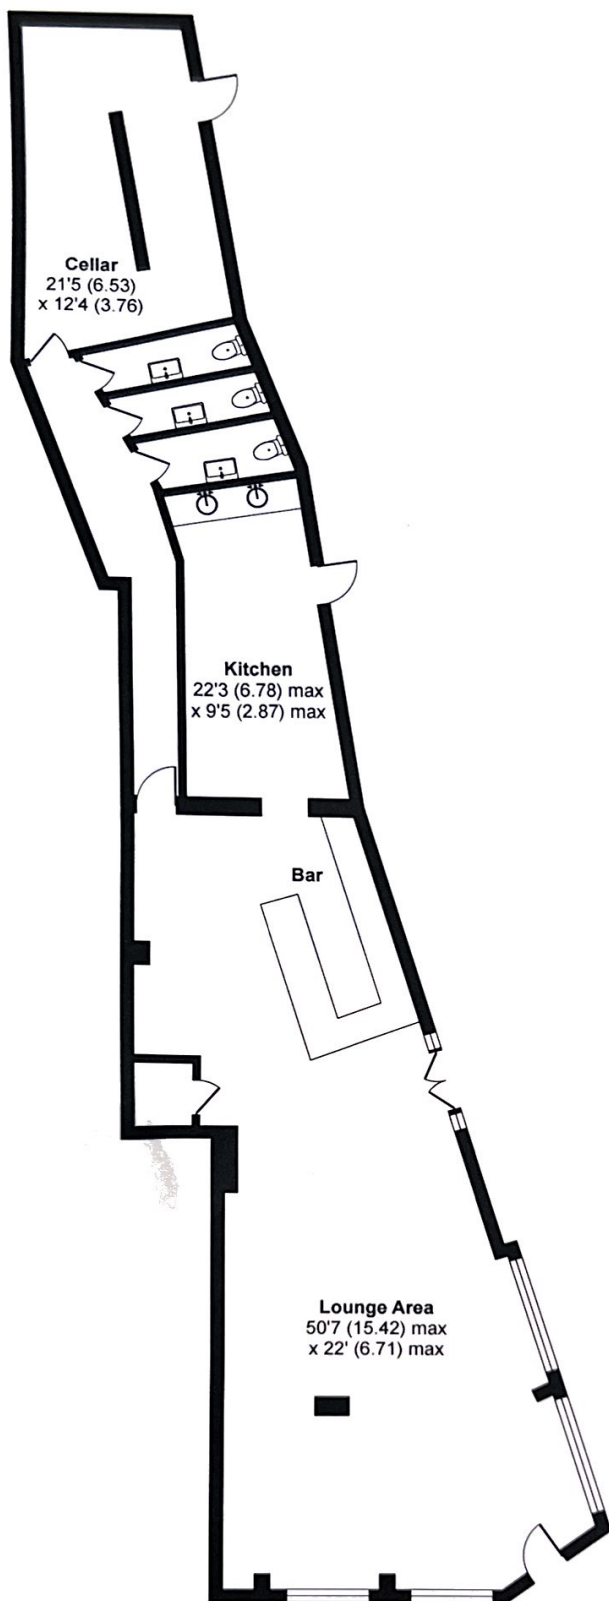 Cellar
21'5 (6.53)
x 12'4 (3.76)
Kitchen
22'3 (6.78) max
x 9'5 (2.87) max
Bar
Lounge Area
50'7 (15.42) max
x 22' (6.71) max